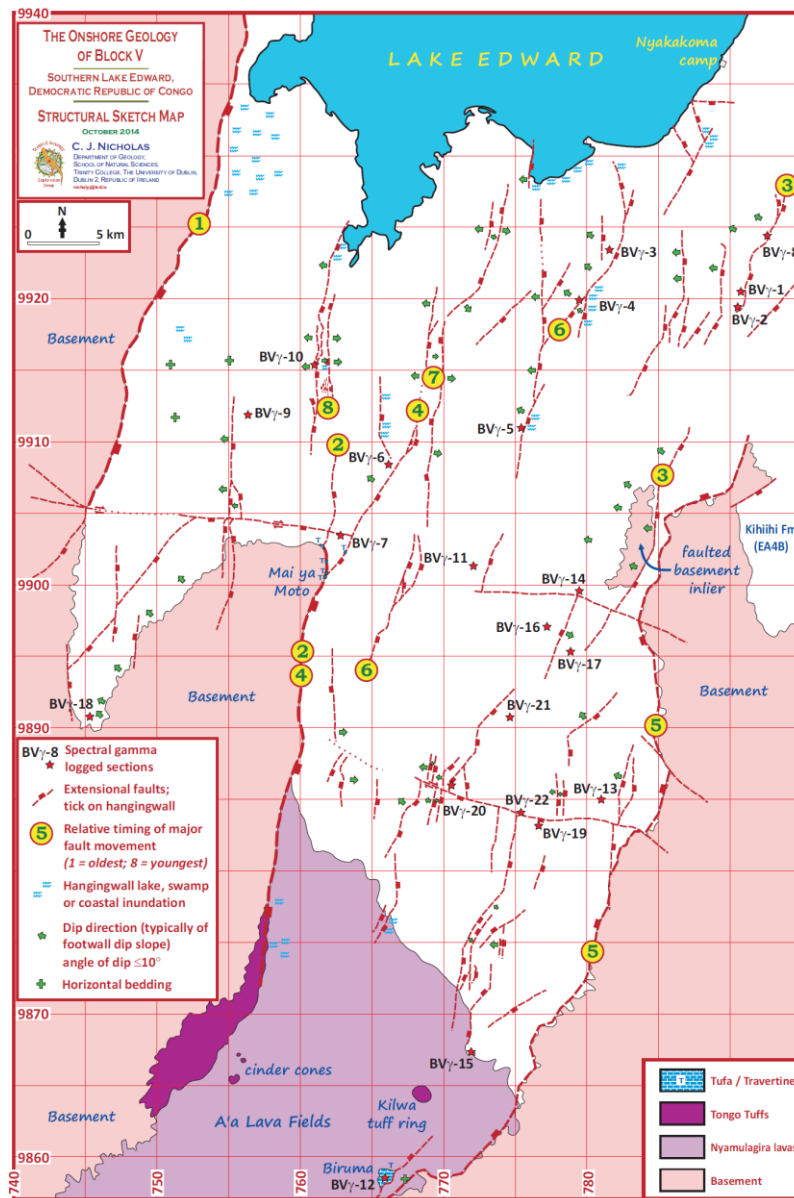 THE ONSHORE GEOLOGY
OF BLOCK V
SOUTHERN LAKE EDWARD,
DEMOCRATIC REPUBLIC OF CONGO
STRUCTURAL SKETCH MAP
OCTOBER 2014
C. J. NICHOLAS
DEPARTMENT OF GEOLOGY,
SCHOOL OF NATURAL SCIENCES,
TRINITY COLLEGE, THE UNIVERSITY OF DUBLIN,
DUBLIN 2, REPUBLIC OF IRELAND
N
0 5 km
9940
LAKE EDWARD
Nyakakoma
camp
3
1
BVγ-8
BVγ-3
BVγ-1
9920
BVγ-4
BVγ-2
6
Basement
BVγ-10
7
8
4
BVγ-9
BVγ-5
9910
2
BVγ-6
3
Kihiihi Fm
(EA4B)
BVγ-7
faulted
basement
inlier
Mai ya
Moto
BVγ-11
9900
BVγ-14
BVγ-16
2
BVγ-17
4
6
Basement
Basement
BVγ-18
BVγ-21
5
9890
BVγ-13
BVγ-22
BVγ-20
BVγ-19
BVγ-8 Spectral gamma
logged sections
Extensional faults;
tick on hangingwall
5 Relative timing of major
fault movement
(1 = oldest; 8 = youngest)
Hangingwall lake, swamp
or coastal inundation
Dip direction (typically of
footwall dip slope)
angle of dip ≤10°
Horizontal bedding
5
9870
BVγ-15
cinder cones
Kilwa
tuff ring
A'a Lava Fields
Basement
9860
Biruma
T
BVγ-12
T Tufa / Travertine
Tongo Tuffs
Nyamulagira lavas
Basement
740 750 760 770 780